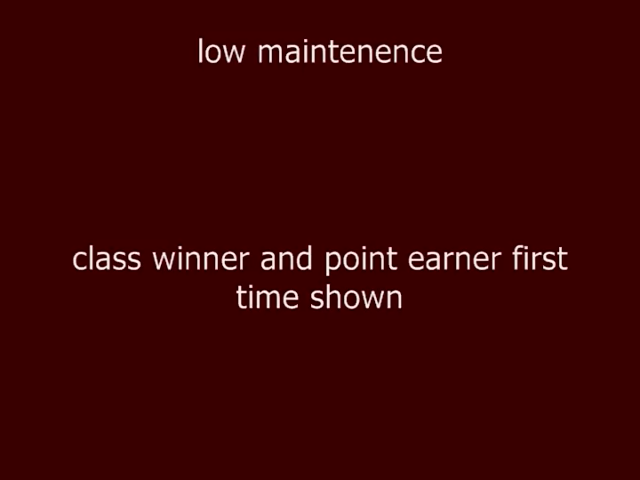 low maintenence
class winner and point earner first
time shown